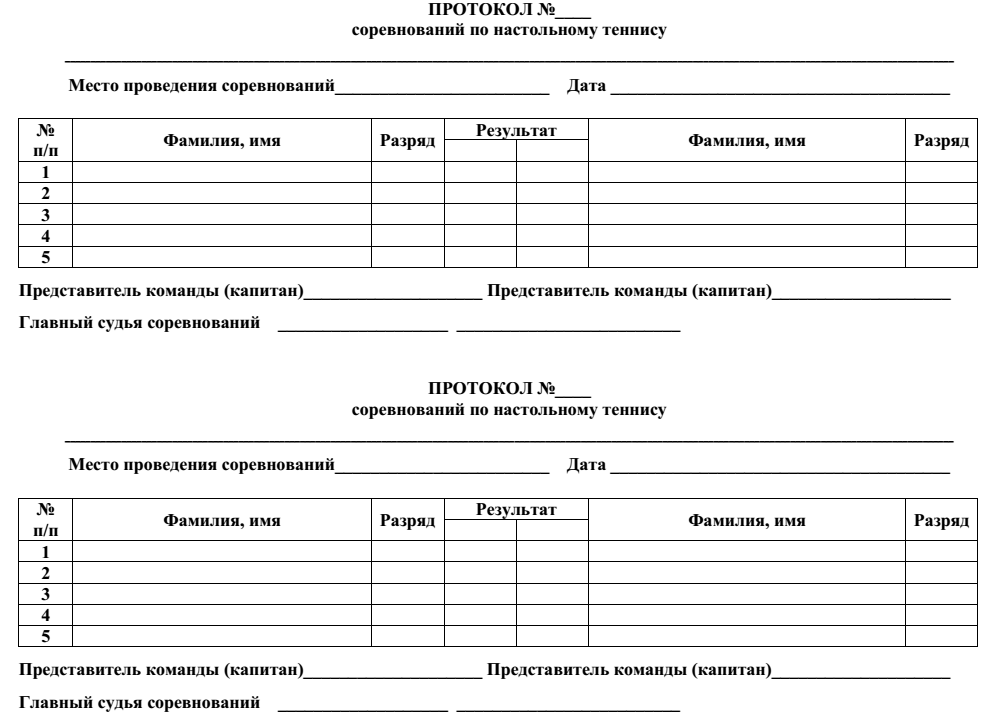 ПРОТОКОЛ №____
соревнований по настольному теннису
Место проведения соревнований________________________ Дата ______________________________________
№ п/п Фамилия, имя Разряд Результат Фамилия, имя Разряд
1
2
3
4
5
Представитель команды (капитан)____________________ Представитель команды (капитан)____________________
Главный судья соревнований ___________________ _________________________
ПРОТОКОЛ №____
соревнований по настольному теннису
Место проведения соревнований________________________ Дата ______________________________________
№ п/п Фамилия, имя Разряд Результат Фамилия, имя Разряд
1
2
3
4
5
Представитель команды (капитан)____________________ Представитель команды (капитан)____________________
Главный судья соревнований ___________________ _________________________